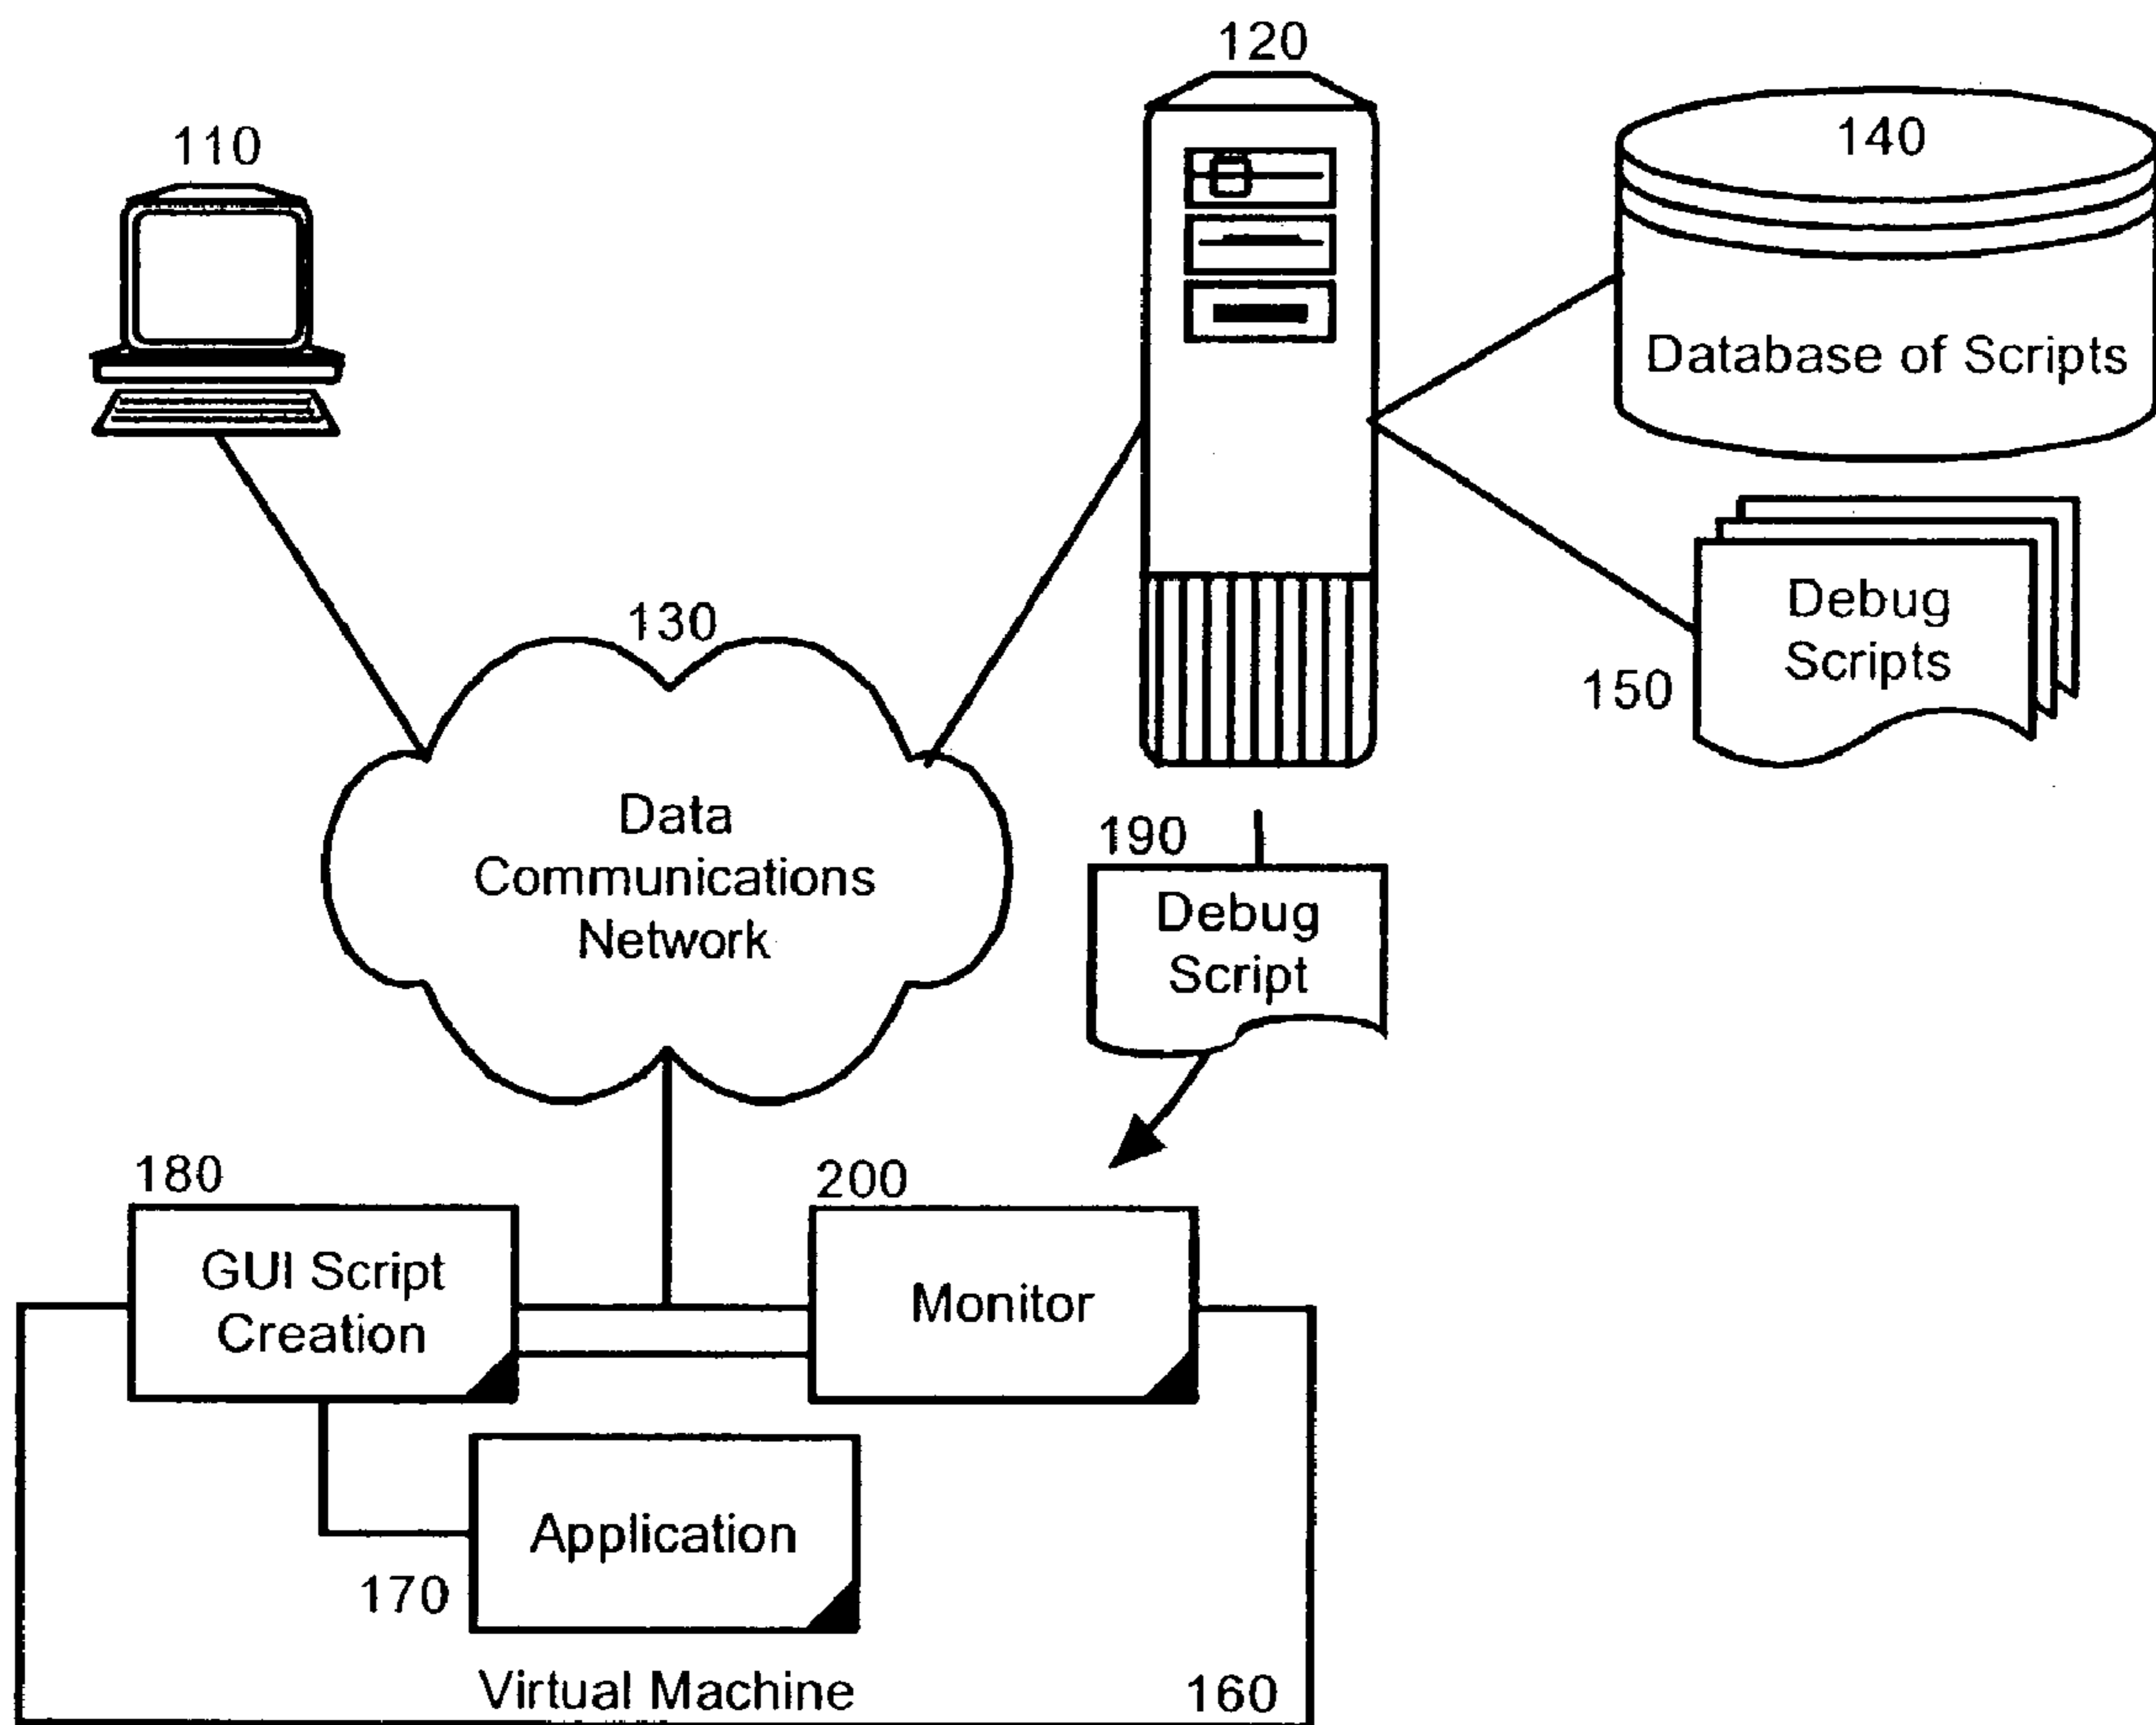 120
110
140
Database of Scripts
130
Debug
Scripts
150
Data
Communications
Network
190
Debug
Script
180
200
GUI Script
Creation
Monitor
Application
170
Virtual Machine
160